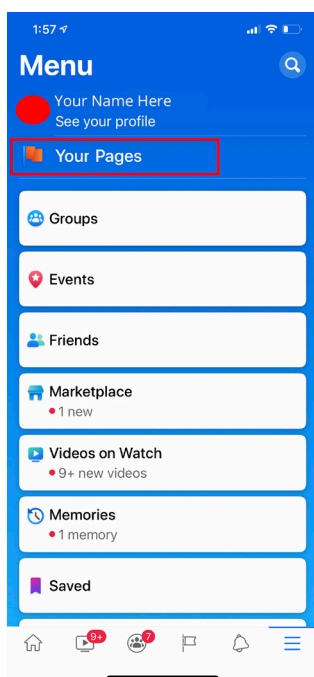 1:57
Menu
Your Name Here
See your profile
Your Pages
Groups
Events
Friends
Marketplace
1 new
Videos on Watch
9+ new videos
Memories
1 memory
Saved
9+
7